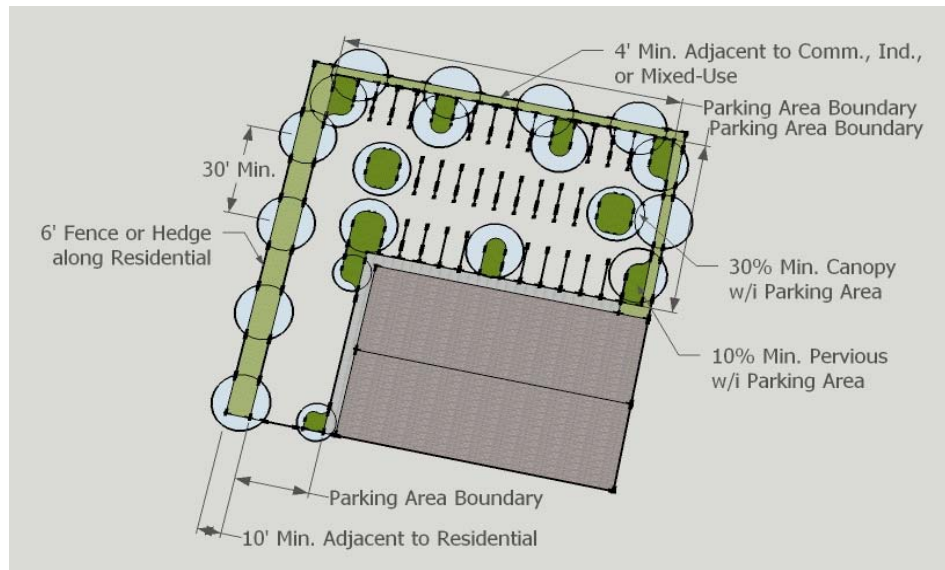 4' Min. Adjacent to Comm., Ind.,
or Mixed-Use
Parking Area Boundary
Parking Area Boundary
30' Min.
6' Fence or Hedge
along Residential
30% Min. Canopy
w/i Parking Area
10% Min. Pervious
w/i Parking Area
Parking Area Boundary
10' Min. Adjacent to Residential